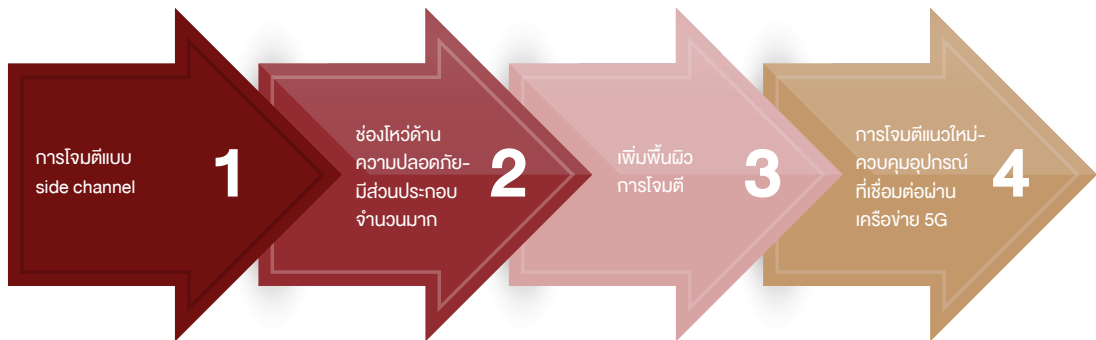 การโจมตีแบบ
side channel
1
ช่องโหว่ด้าน
ความปลอดภัย-
มีส่วนประกอบ
จำนวนมาก
2
เพิ่มพื้นผิว
การโจมตี
3
การโจมตีแนวใหม่-
ควบคุมอุปกรณ์
ที่เชื่อมต่อผ่าน
เครือข่าย 5G
4